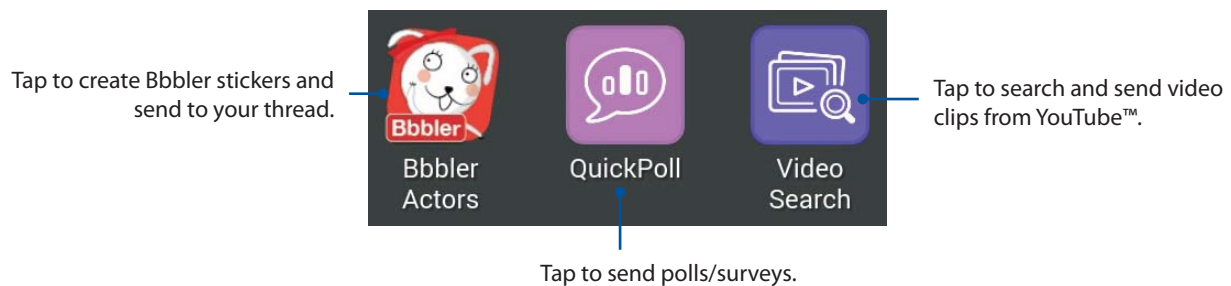 Tap to create Bbbler stickers and
send to your thread.
Bbbler
Bbbler
Actors
QuickPoll
Video
Search
Tap to search and send video
clips from YouTube™.
Tap to send polls/surveys.